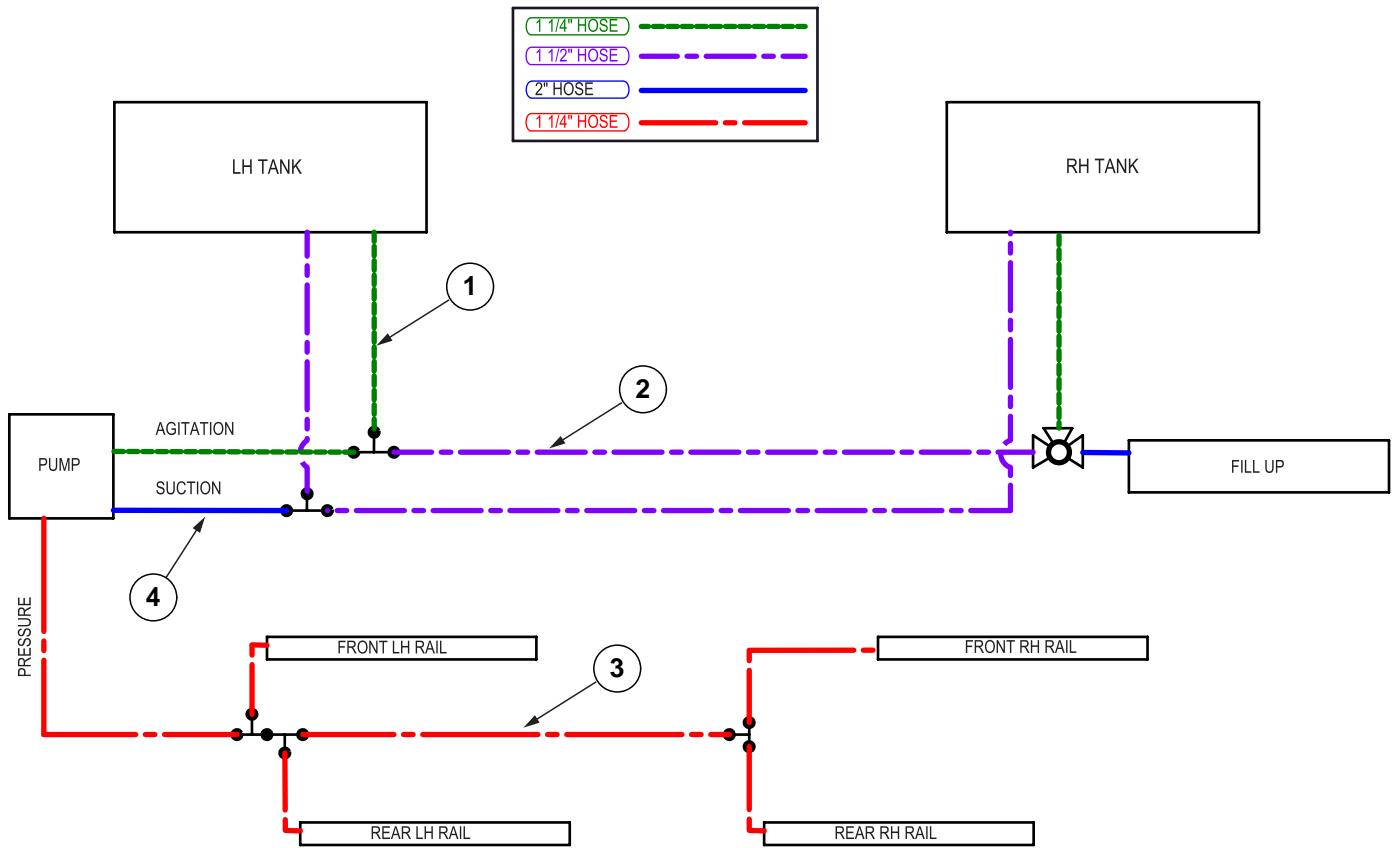 1 1/4" HOSE
1 1/2" HOSE
2" HOSE
1 1/4" HOSE
LH TANK
RH TANK
1
2
AGITATION
PUMP
FILL UP
SUCTION
4
PRESSURE
FRONT LH RAIL
3
FRONT RH RAIL
REAR LH RAIL
REAR RH RAIL